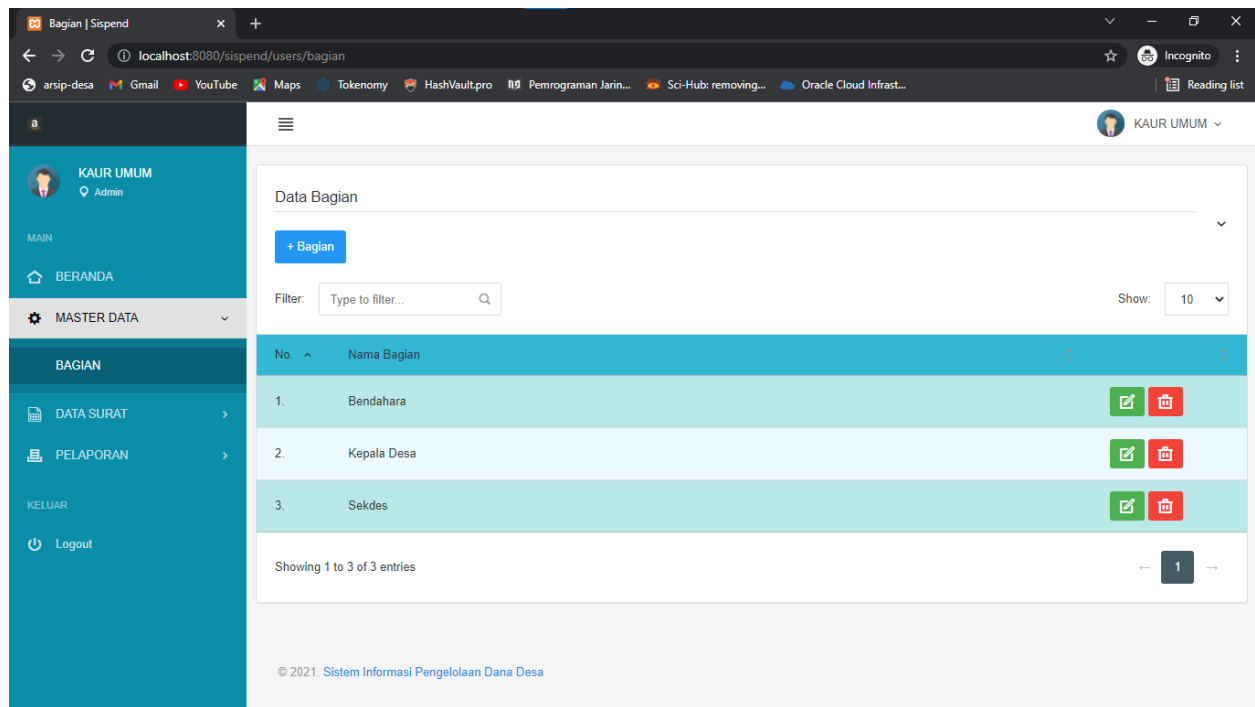 Bagian | Sispend
localhost:8080/sispend/users/bagian
Incognito
arsip-desa Gmail YouTube Maps Tokenomy HashVault.pro Pemrograman Jarin... Sci-Hub: removing... Oracle Cloud Infrast... Reading list
a
KAUR UMUM
KAUR UMUM
Admin
MAIN
BERANDA
MASTER DATA
BAGIAN
DATA SURAT
PELAPORAN
KELUAR
Logout
Data Bagian
+ Bagian
Filter: Type to filter... Show: 10
No. Nama Bagian
1. Bendahara
2. Kepala Desa
3. Sekdes
Showing 1 to 3 of 3 entries
← 1 →
© 2021. Sistem Informasi Pengelolaan Dana Desa